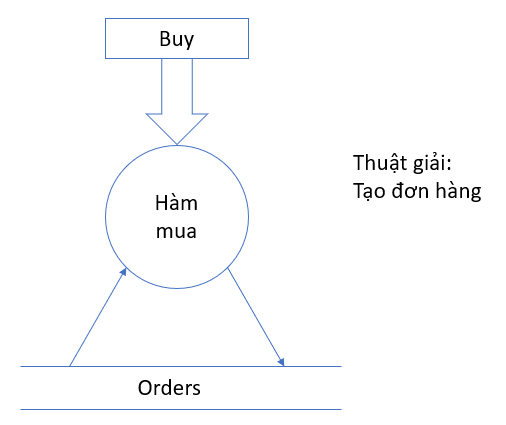 Buy
Hàm
mua
Thuật giải:
Tạo đơn hàng
Orders